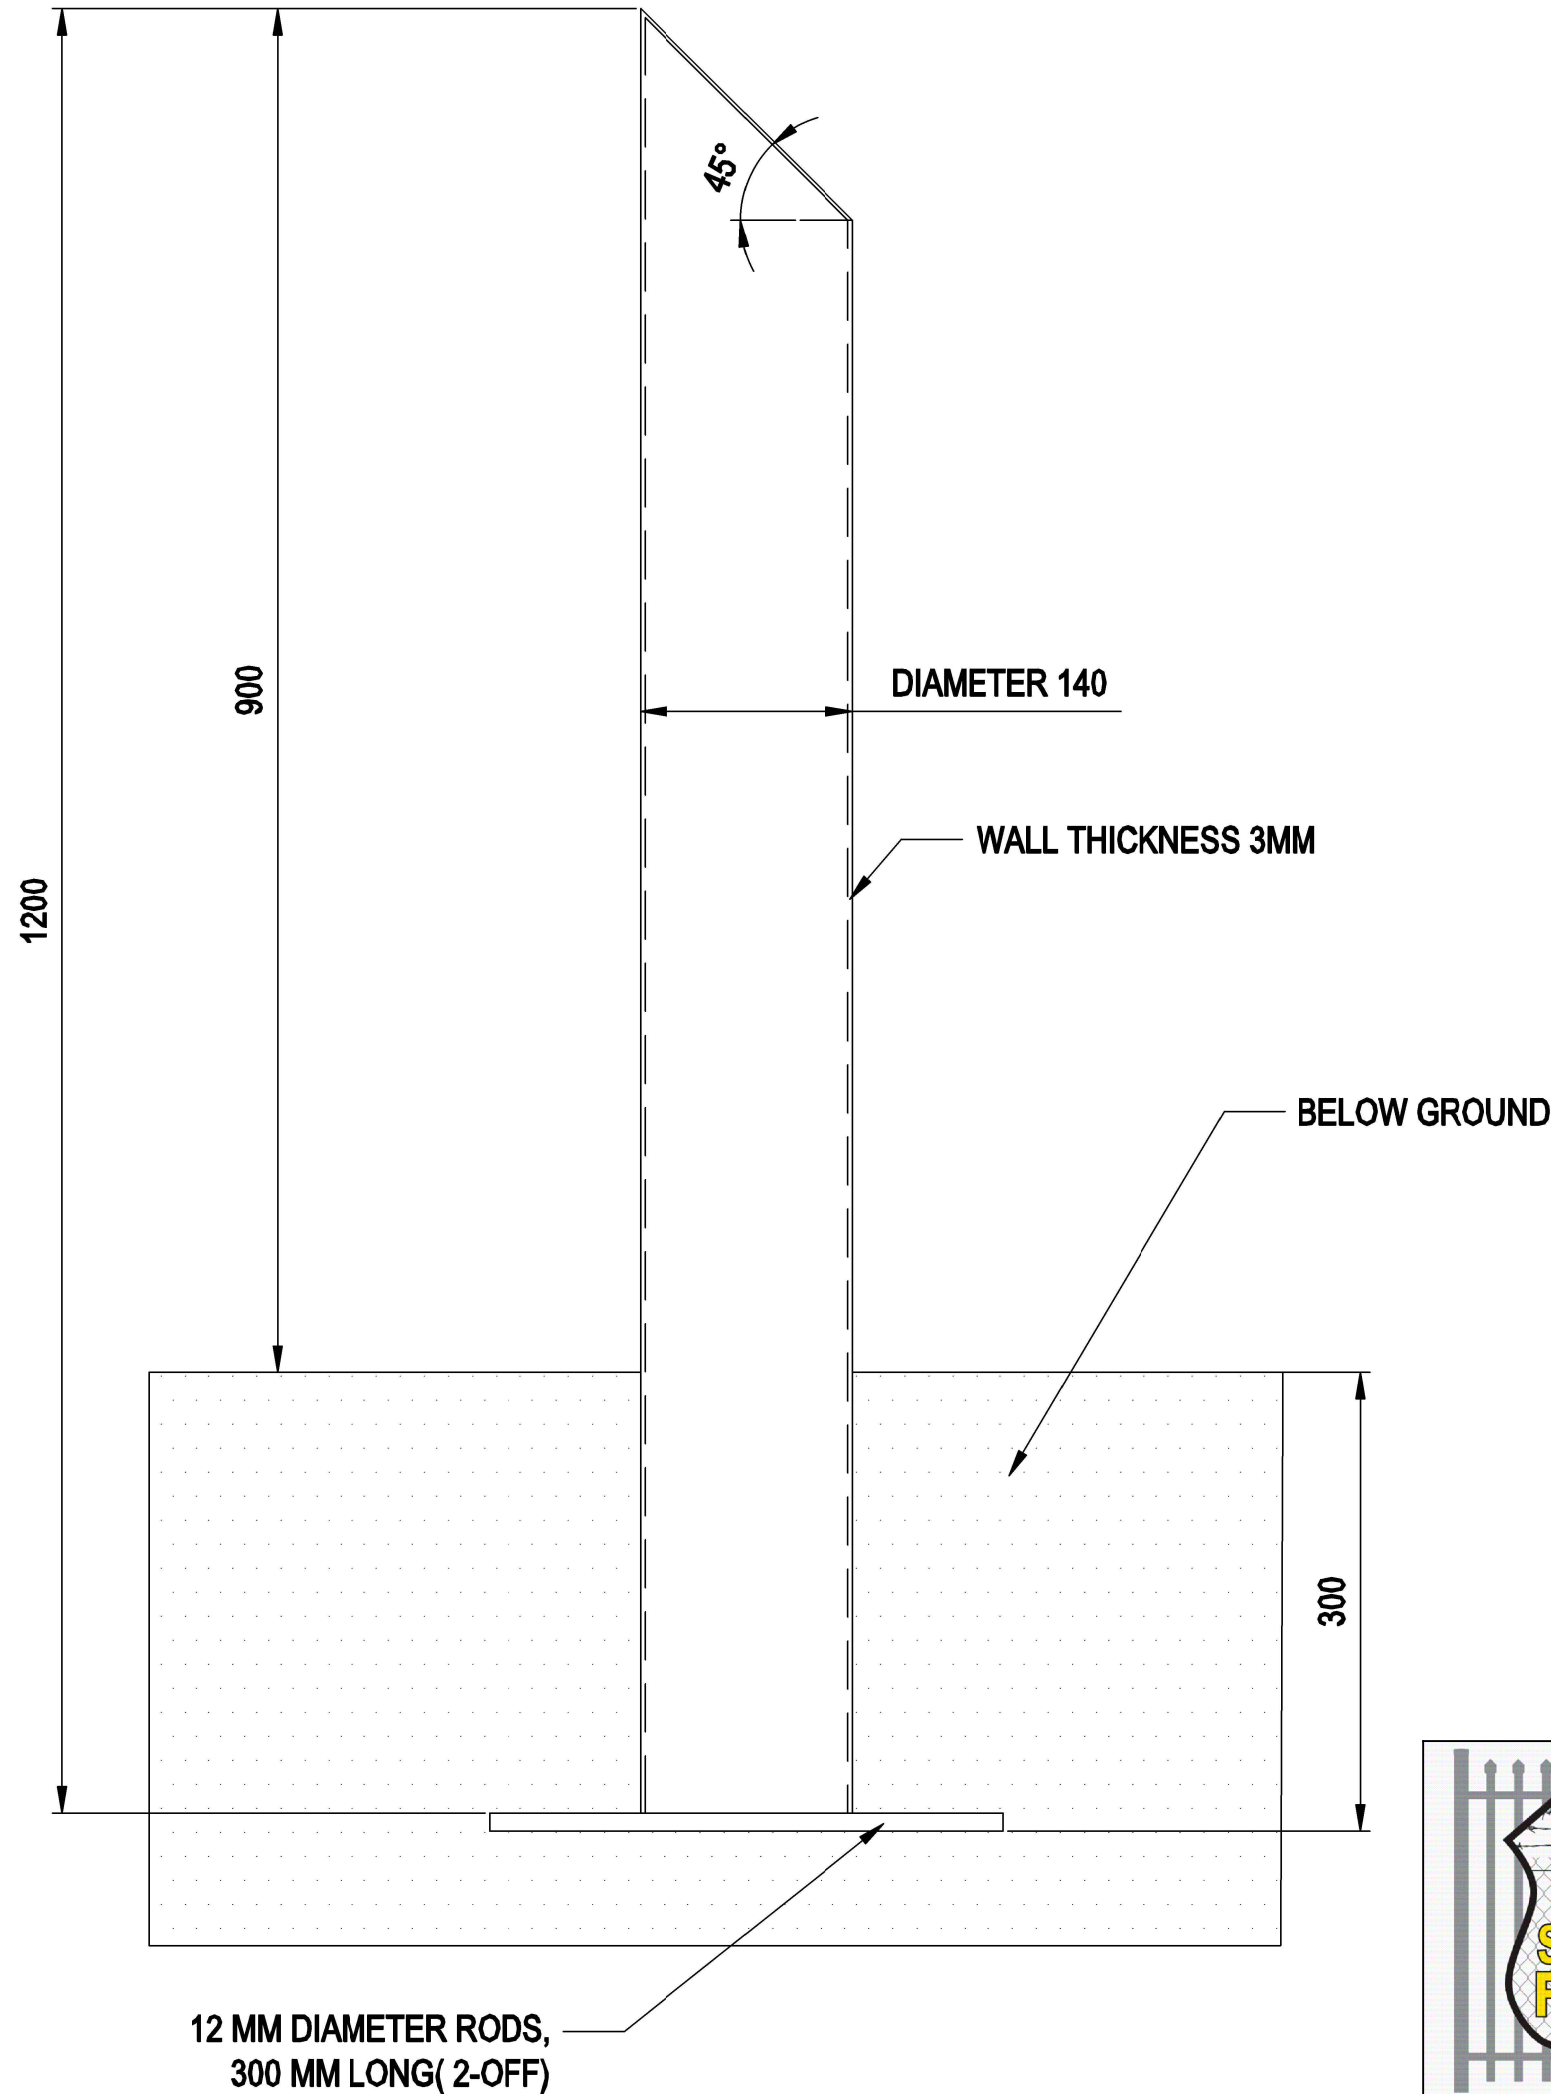 45°
900
DIAMETER 140
WALL THICKNESS 3MM
1200
BELOW GROUND
300
12 MM DIAMETER RODS,
300 MM LONG( 2-OFF)